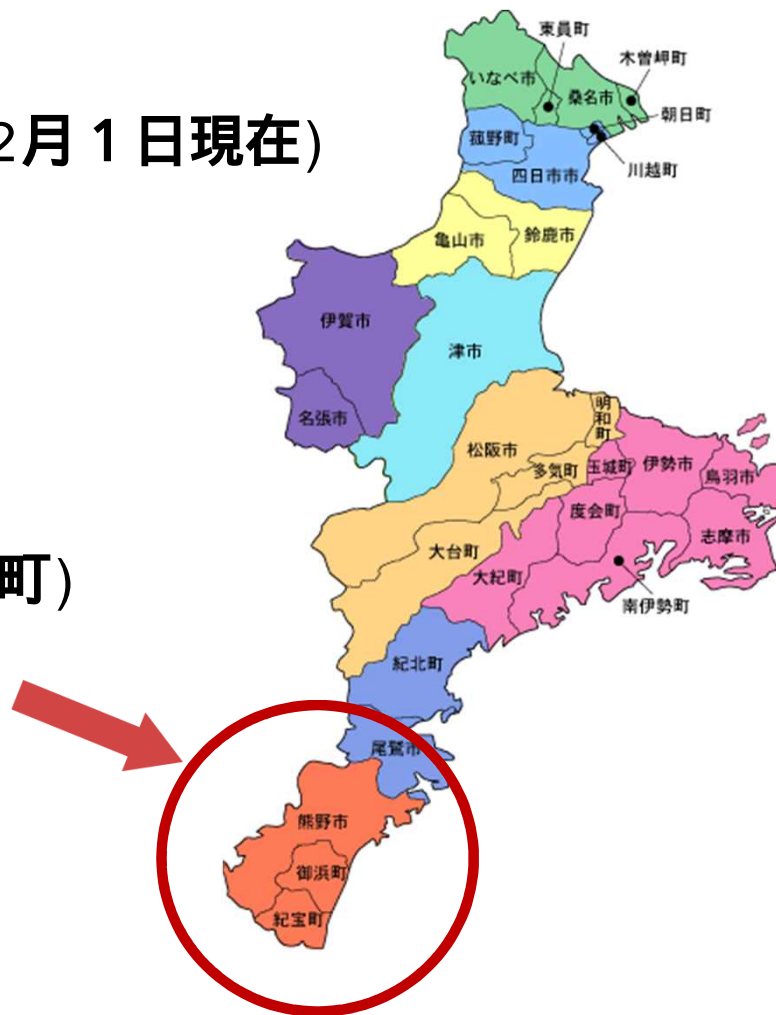 東員町
木曽岬町
いなべ市
桑名市
朝日町
2月１日現在)
菰野町
川越町
四日市市
亀山市
鈴鹿市
伊賀市
津市
名張市
明和町
松阪市
多気町
玉城町
伊勢市
鳥羽市
度会町
志摩市
大台町
町)
大紀町
南伊勢町
紀北町
尾鷲市
熊野市
御浜町
紀宝町